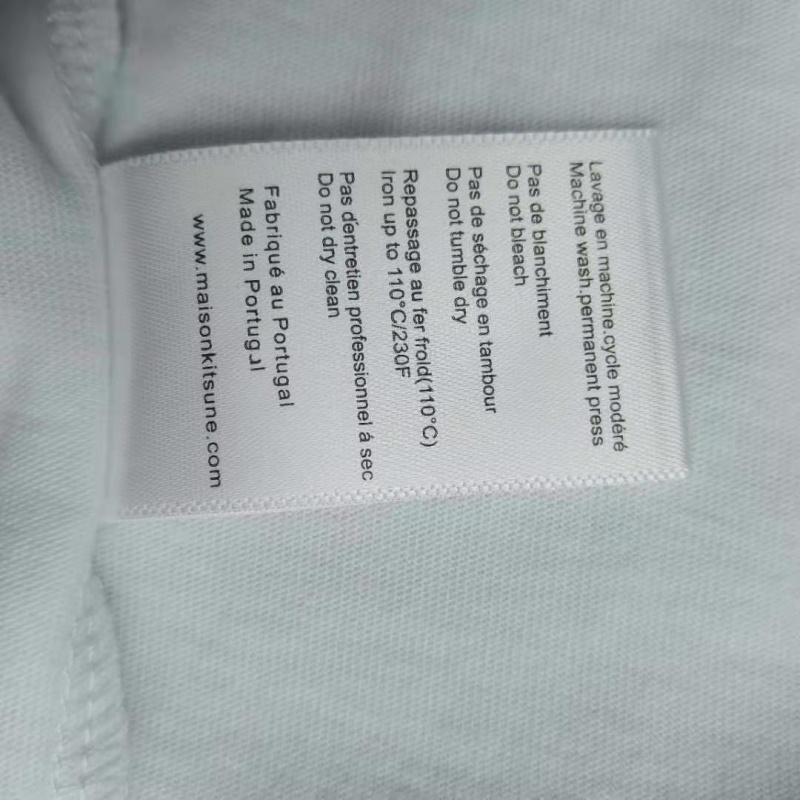 Lavage en machine.cycle modéré
Machine wash.permanent press
Pas de blanchiment
Do not bleach
Pas de séchage en tambour
Do not tumble dry
Repassage au fer frold(110°C)
Iron up to 110°C/230F
Pas d'entretien professionnel á sec
Do not dry clean
Fabriqué au Portugal
Made in Portugal
www.maisonkitsune.com